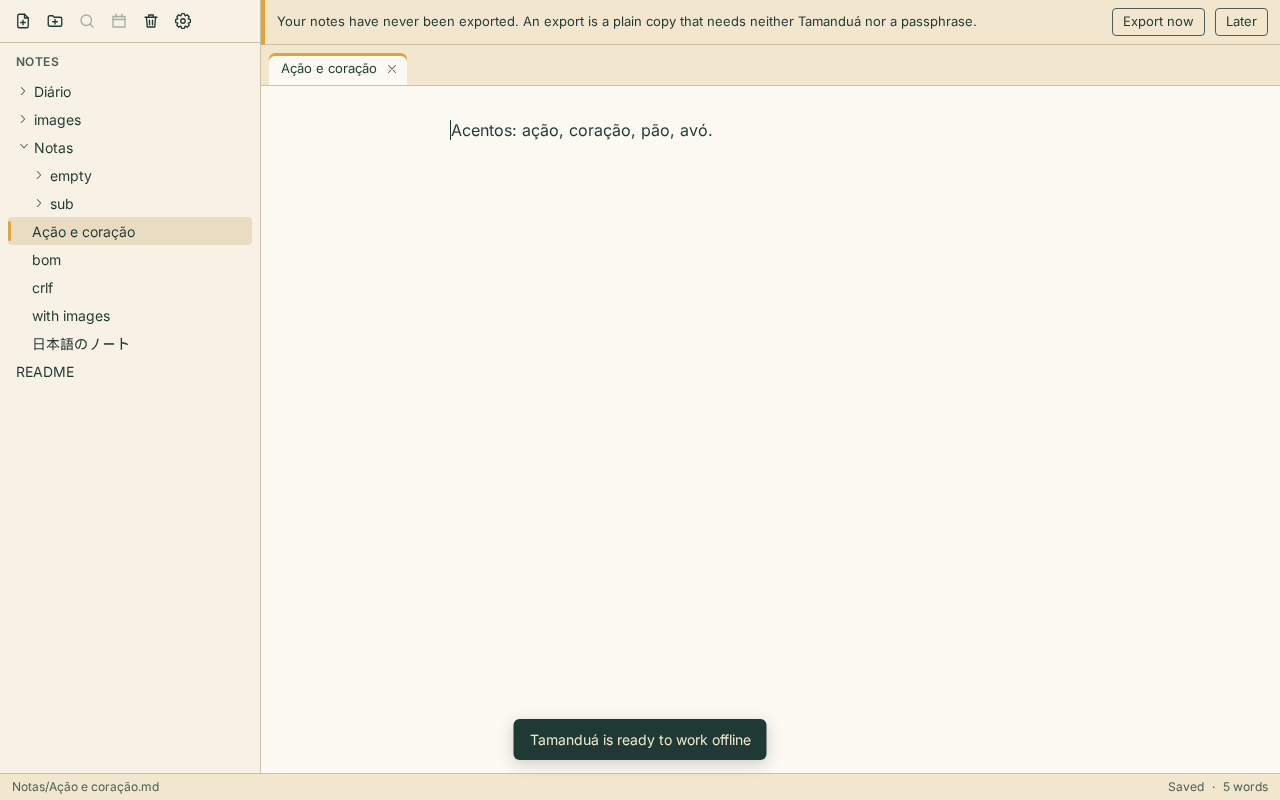 Your notes have never been exported. An export is a plain copy that needs neither Tamanduá nor a passphrase.
Export now
Later
NOTES
Diário
images
Notas
empty
sub
Ação e coração
bom
crlf
with images
日本語のノート
README
Ação e coração
Acentos: ação, coração, pão, avó.
Tamanduá is ready to work offline
Notas/Ação e coração.md
Saved · 5 words